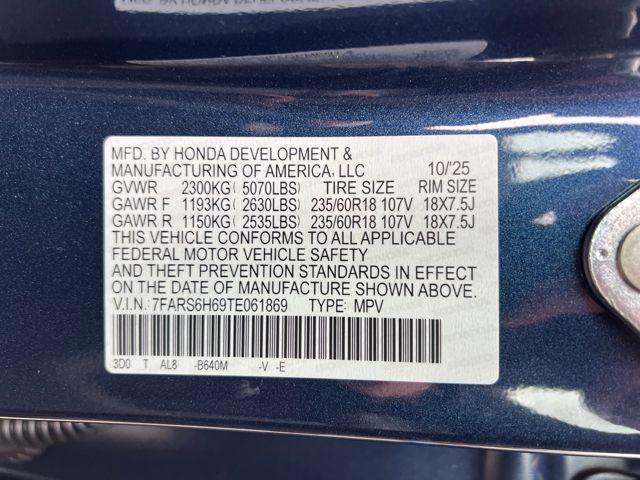 MFD. BY HONDA DEVELOPMENT &
MANUFACTURING OF AMERICA, LLC 10/'25
GVWR 2300KG( 5070LBS) TIRE SIZE RIM SIZE
GAWR F 1193KG( 2630LBS) 235/60R18 107V 18X7.5J
GAWR R 1150KG( 2535LBS) 235/60R18 107V 18X7.5J
THIS VEHICLE CONFORMS TO ALL APPLICABLE
FEDERAL MOTOR VEHICLE SAFETY
AND THEFT PREVENTION STANDARDS IN EFFECT
ON THE DATE OF MANUFACTURE SHOWN ABOVE.
V.I.N.: 7FARS6H69TE061869 TYPE: MPV
3D0 T AL8 -B640M -V -E